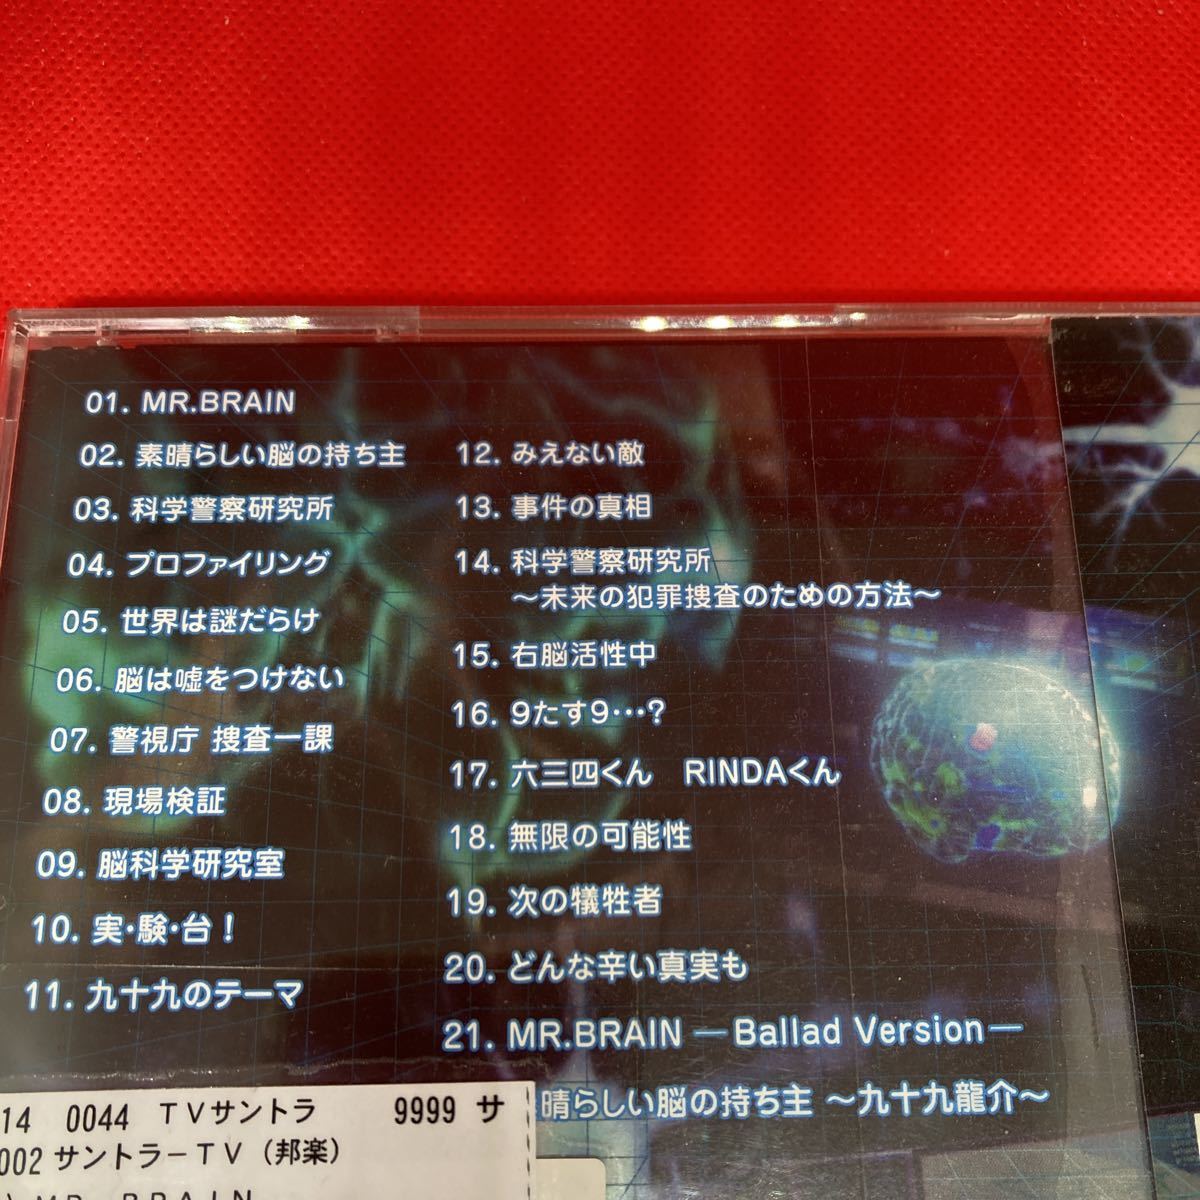 01. MR.BRAIN
02. 素晴らしい脳の持ち主
03. 科学警察研究所
04. プロファイリング
05. 世界は謎だらけ
06. 脳は嘘をつけない
07. 警視庁 捜査一課
08. 現場検証
09. 脳科学研究室
10. 実・験・台！
11. 九十九のテーマ
12. みえない敵
13. 事件の真相
14. 科学警察研究所
～未来の犯罪捜査のための方法～
15. 右脳活性中
16. 9たす9…?
17. 六三四くん　RINDAくん
18. 無限の可能性
19. 次の犠牲者
20. どんな辛い真実も
21. MR.BRAIN ―Ballad Version―
晴らしい脳の持ち主 ～九十九龍介～
14 0044 TVサントラ 9999 サ
002 サントラ－TV（邦楽）
MR BRAIN